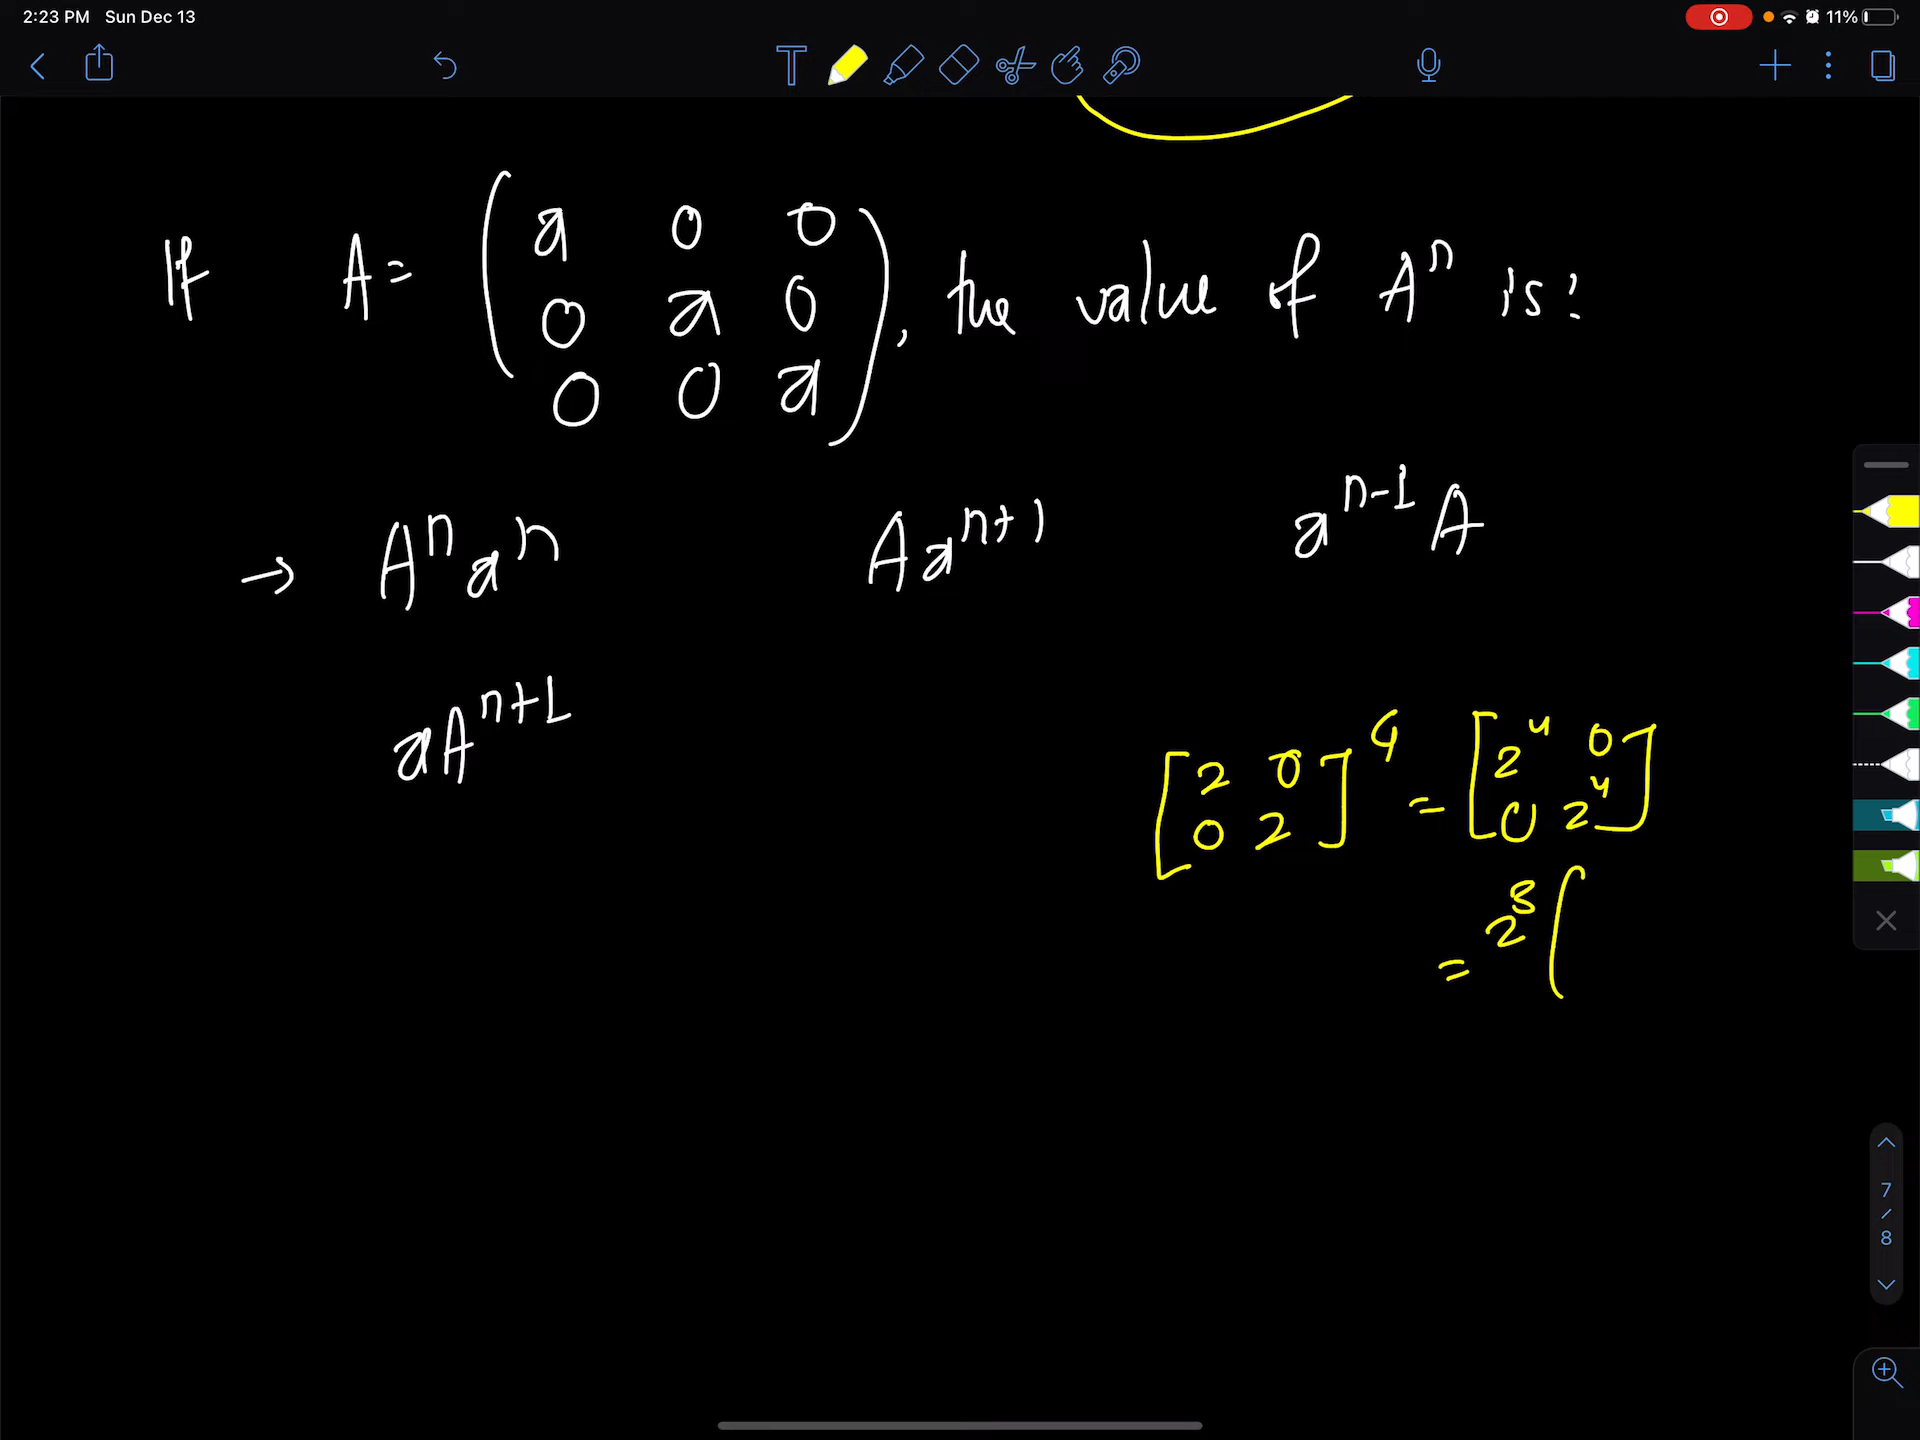 2:23 PM Sun Dec 13 11%
If A = ( a 0 0
0 a 0
0 0 a ), the value of Aⁿ is:
→ Aⁿaⁿ Aaⁿ⁺¹ aⁿ⁻¹A
aAⁿ⁺¹
[ 2 0
0 2 ]⁴ = [ 2⁴ 0
0 2⁴ ]
= 2³ (
7
/
8